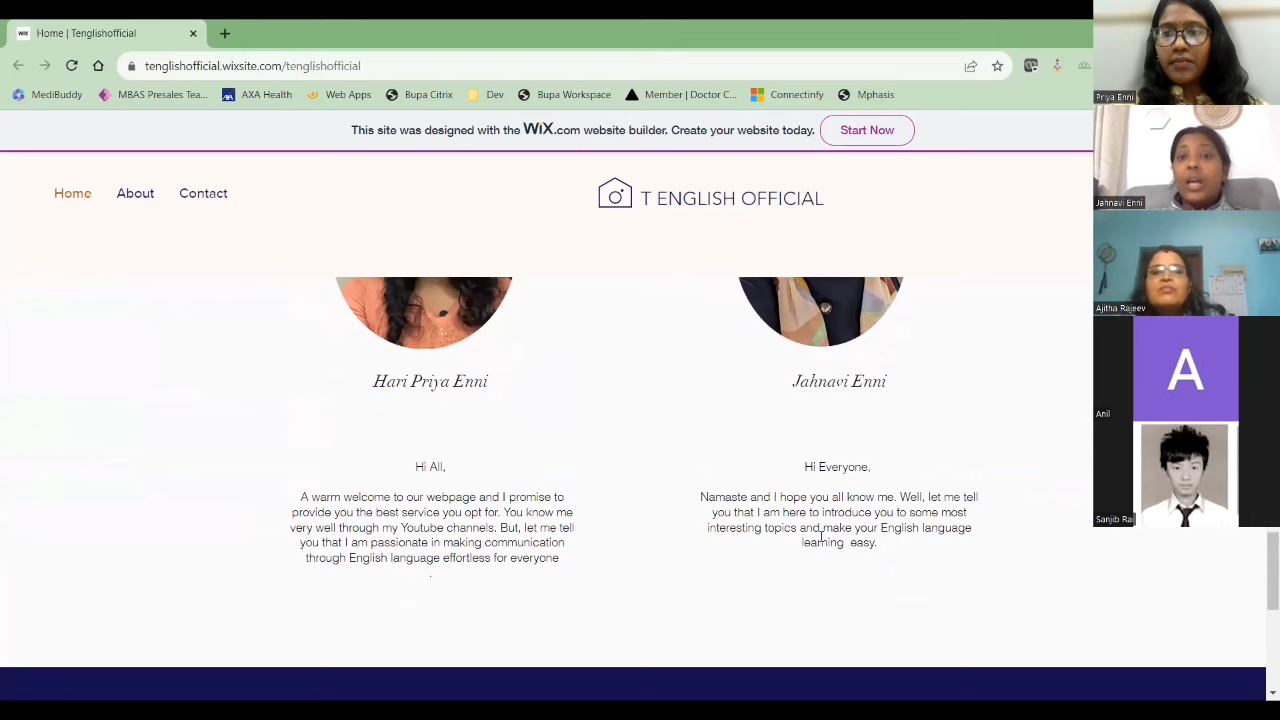 WiX Home | Tenglishofficial
tenglishofficial.wixsite.com/tenglishofficial
MediBuddy MBAS Presales Tea... AXA Health Web Apps Bupa Citrix Dev Bupa Workspace Member | Doctor C... Connectinfy Mphasis
This site was designed with the WiX.com website builder. Create your website today. Start Now
Home About Contact
T ENGLISH OFFICIAL
Hari Priya Enni
Hi All,
A warm welcome to our webpage and I promise to
provide you the best service you opt for. You know me
very well through my Youtube channels. But, let me tell
you that I am passionate in making communication
through English language effortless for everyone
.
Jahnavi Enni
Hi Everyone,
Namaste and I hope you all know me. Well, let me tell
you that I am here to introduce you to some most
interesting topics and make your English language
learning easy.
Priya Enni
Jahnavi Enni
Ajitha Rajeev
A
Anil
Sanjib Rai